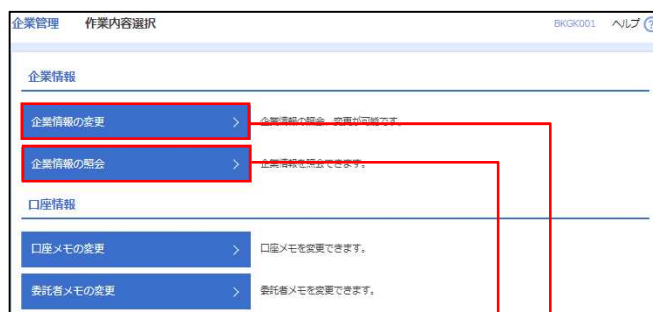 企業管理 作業内容選択 BKGK001 ヘルプ
企業情報
企業情報の変更 企業情報の照会、変更が可能です。
企業情報の照会 企業情報を照会できます。
口座情報
口座メモの変更 口座メモを変更できます。
委託者メモの変更 委託者メモを変更できます。